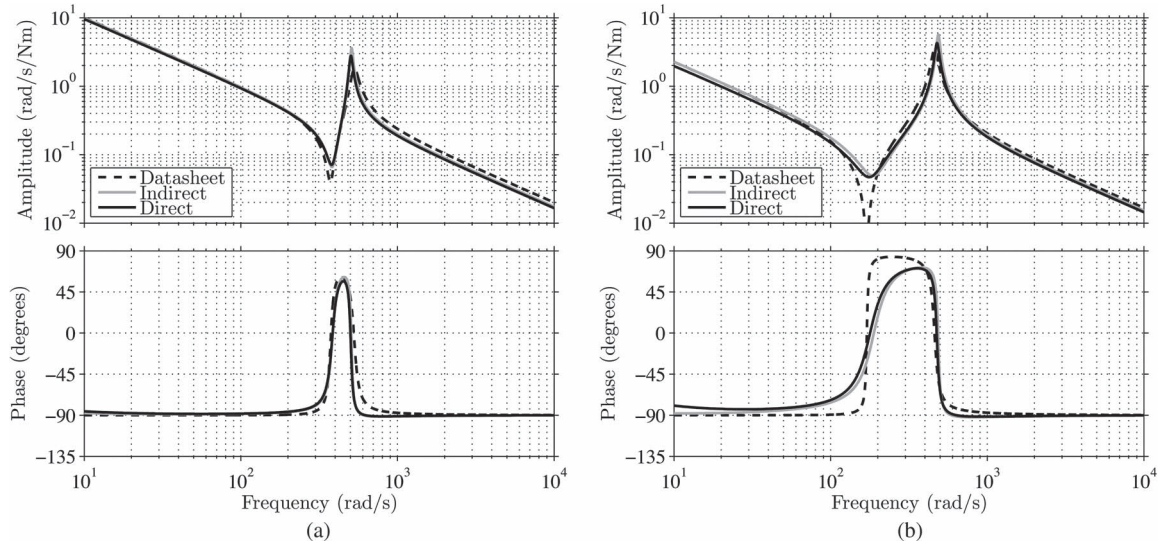 Amplitude (rad/s/Nm)
10^1
10^0
10^-1
10^-2
Datasheet
Indirect
Direct
Phase (degrees)
90
45
0
−45
−90
−135
10^1
10^2
10^3
10^4
Frequency (rad/s)
(a)
Amplitude (rad/s/Nm)
10^1
10^0
10^-1
10^-2
Datasheet
Indirect
Direct
Phase (degrees)
90
45
0
−45
−90
−135
10^1
10^2
10^3
10^4
Frequency (rad/s)
(b)